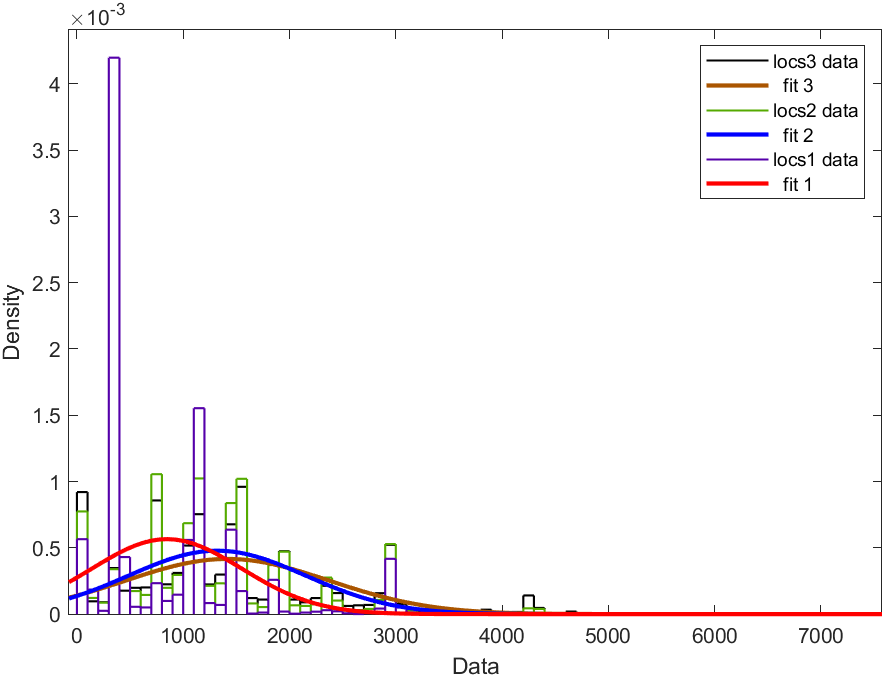 ×10⁻³
4
3.5
3
2.5
2
1.5
1
0.5
0
Density
0 1000 2000 3000 4000 5000 6000 7000
Data
locs3 data
fit 3
locs2 data
fit 2
locs1 data
fit 1